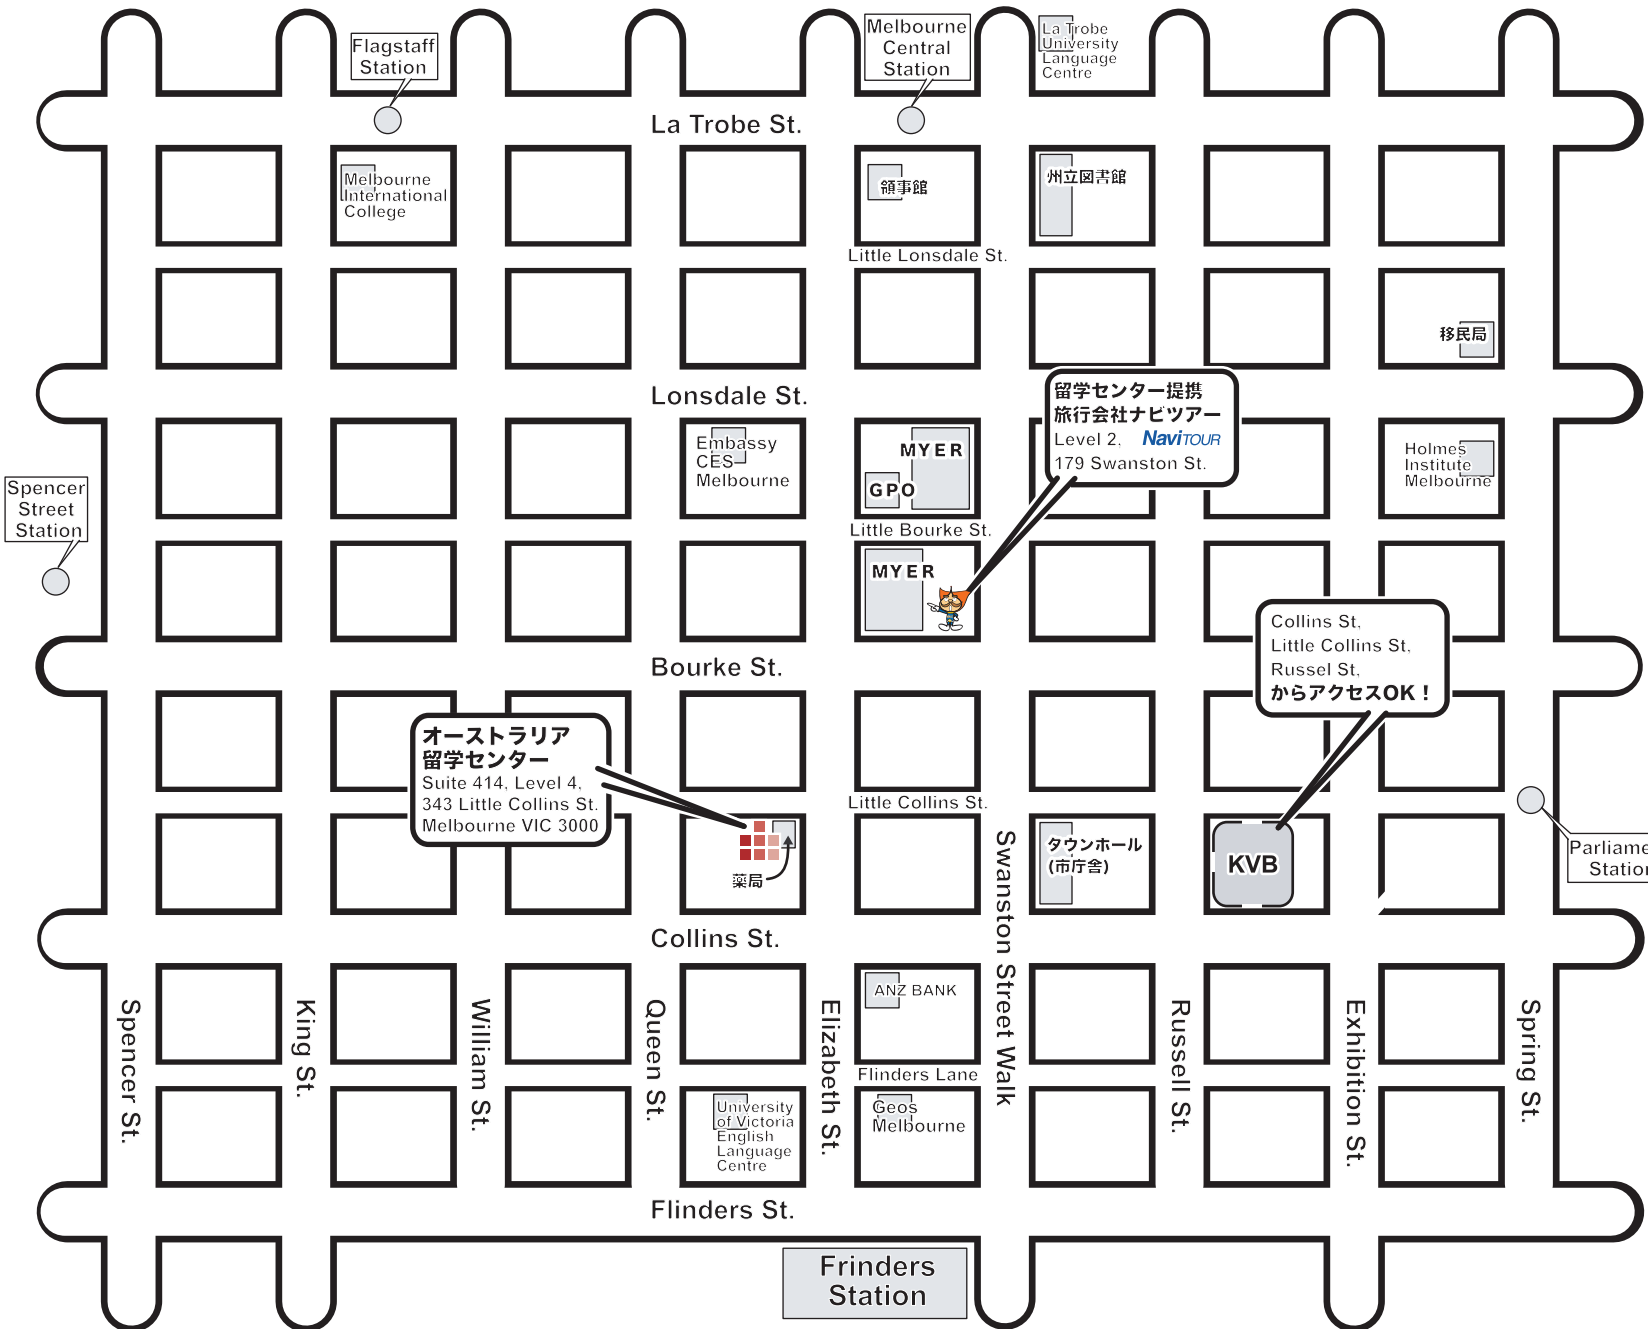 Flagstaff
Station
Melbourne
Central
Station
La Trobe
University
Language
Centre
La Trobe St.
Melbourne
International
College
領事館
州立図書館
Little Lonsdale St.
移民局
Lonsdale St.
留学センター提携
旅行会社ナビツアー
Level 2, NaviTOUR
179 Swanston St.
Embassy
CES
Melbourne
MYER
GPO
Holmes
Institute
Melbourne
Spencer
Street
Station
Little Bourke St.
MYER
Collins St,
Little Collins St,
Russel St,
からアクセスOK！
Bourke St.
オーストラリア
留学センター
Suite 414, Level 4,
343 Little Collins St.
Melbourne VIC 3000
Little Collins St.
薬局
タウンホール
(市庁舎)
KVB
Parliame
Station
Collins St.
Swanston Street Walk
ANZ BANK
Spencer St.
King St.
William St.
Queen St.
Elizabeth St.
Russell St.
Exhibition St.
Spring St.
Flinders Lane
University
of Victoria
English
Language
Centre
Geos
Melbourne
Flinders St.
Frinders
Station